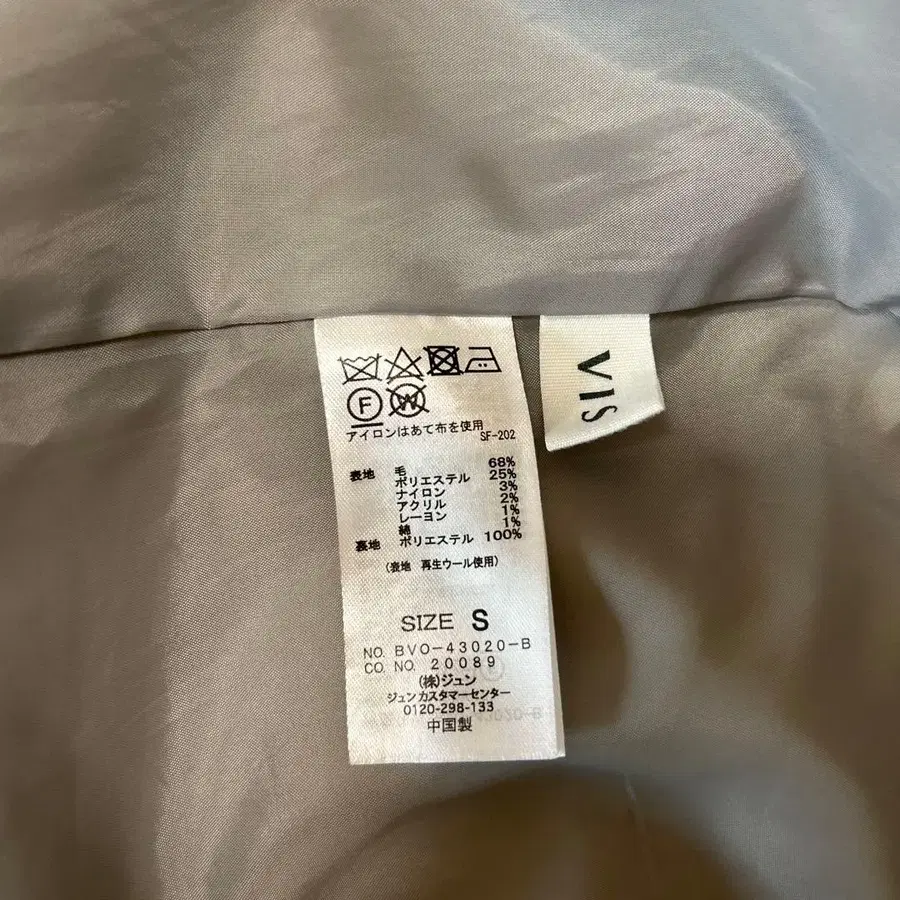 F W
アイロンはあて布を使用
SF-202
表地 毛 68%
ポリエステル 25%
ナイロン 3%
アクリル 2%
レーヨン 1%
綿 1%
裏地 ポリエステル 100%
(表地 再生ウール使用)
SIZE S
NO. BVO-43020-B
CO. NO. 20089
(株)ジュン
ジュンカスタマーセンター
0120-298-133
中国製
VIS